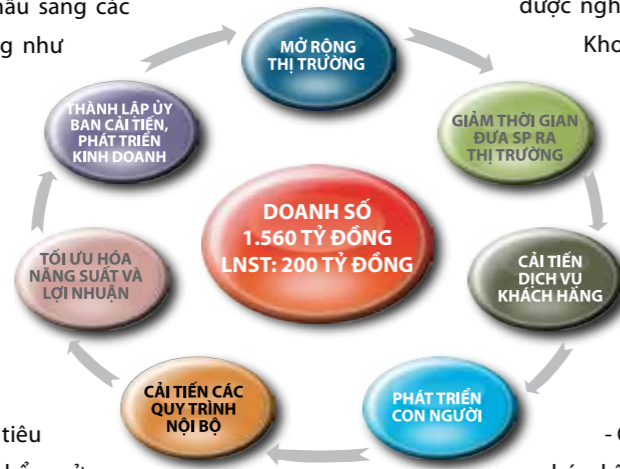 sang các
như
được
MỞ RỘNG
THỊ TRƯỜNG
GIẢM THỜI GIAN
ĐƯA SP RA
THỊ TRƯỜNG
CẢI TIẾN
DỊCH VỤ
KHÁCH HÀNG
PHÁT TRIỂN
CON NGƯỜI
CẢI TIẾN CÁC
QUY TRÌNH
NỘI BỘ
TỐI ƯU HÓA
NĂNG SUẤT VÀ
LỢI NHUẬN
THÀNH LẬP ỦY
BAN CẢI TIẾN,
PHÁT TRIỂN
KINH DOANH
DOANH SỐ
1.560 TỶ ĐỒNG
LNST: 200 TỶ ĐỒNG
tiêu